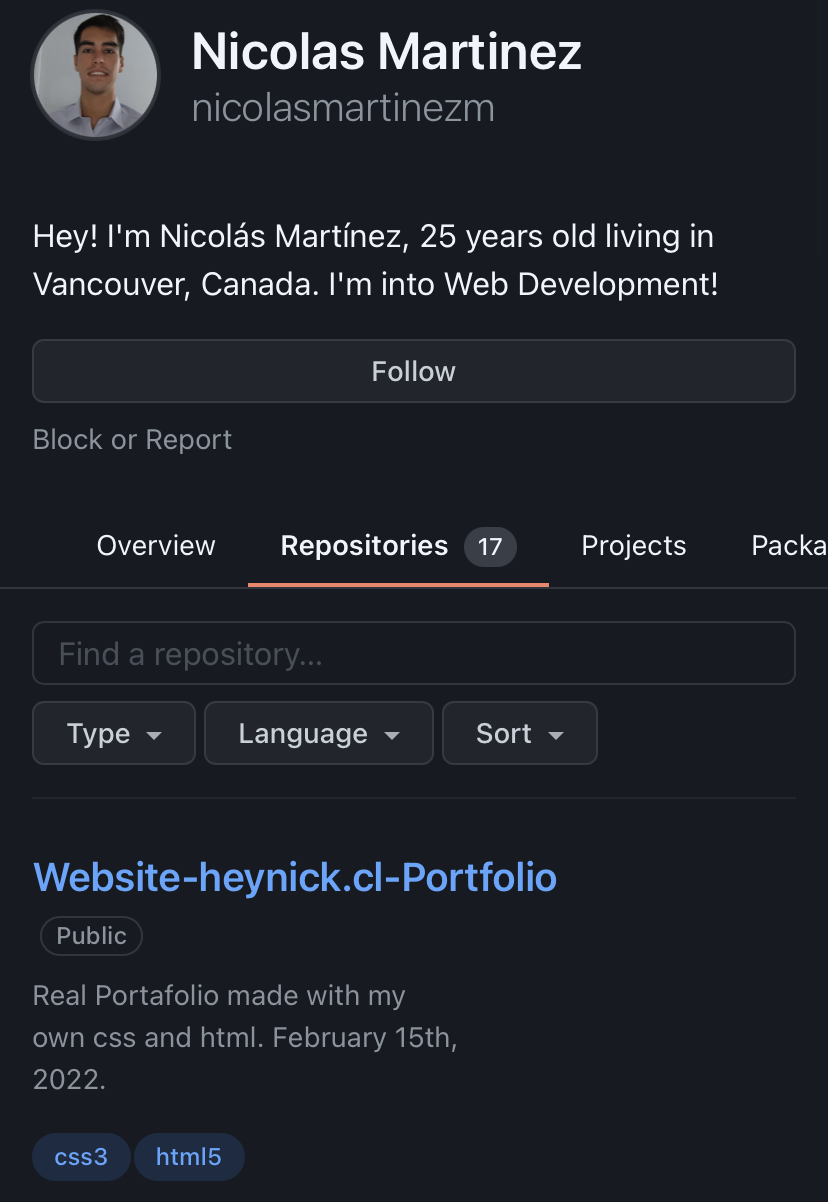 Nicolas Martinez
nicolasmartinezm
Hey! I'm Nicolás Martínez, 25 years old living in
Vancouver, Canada. I'm into Web Development!
Follow
Block or Report
Overview Repositories 17 Projects Packa
Find a repository...
Type Language Sort
Website-heynick.cl-Portfolio
Public
Real Portafolio made with my
own css and html. February 15th,
2022.
css3 html5